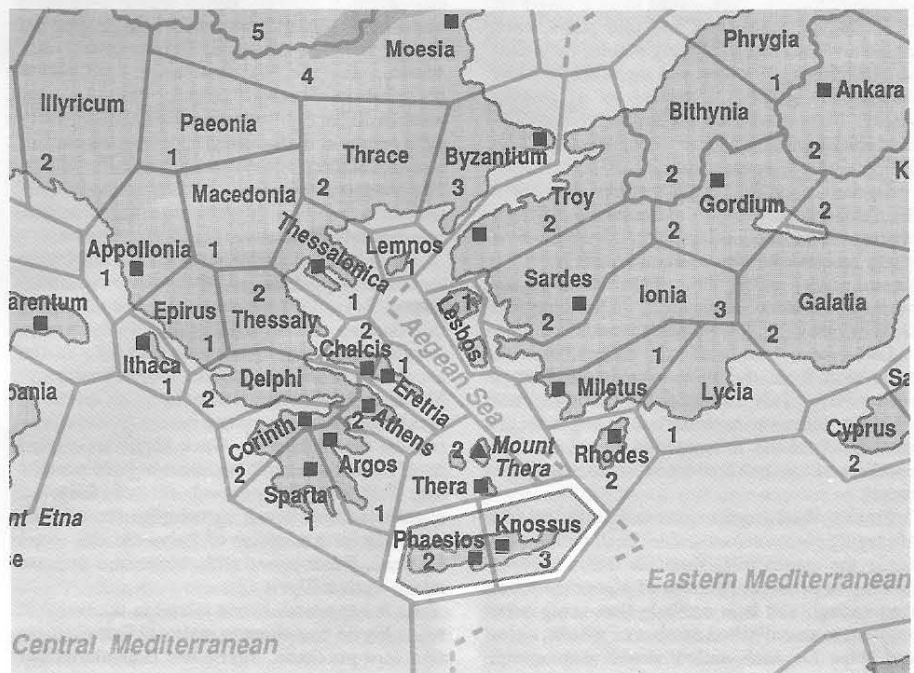 5
Moesia
Phrygia
4
1
Ankara
Illyricum
Paeonia
Bithynia
2
1
Thrace
Byzantium
2
2
K
Macedonia
2
3
Troy
Gordium
2
Thessalonica
Lemnos
2
2
Appollonia
1
1
1
Sardes
Ionia
Galatia
2
1
1
arentum
Epirus
Thessaly
Lesbos
Aegean Sea
3
2
2
2
Ithaca
1
Chalcis
1
1
1
Delphi
Eretria
Miletus
Lycia
Sa
pania
2
Athens
Corinth
2
Cyprus
1
Rhodes
2
2
Argos
2
Mount
Thera
2
Sparta
Thera
1
1
nt Etna
Knossus
Phaestos
2
3
se
Eastern Mediterranean
Central Mediterranean